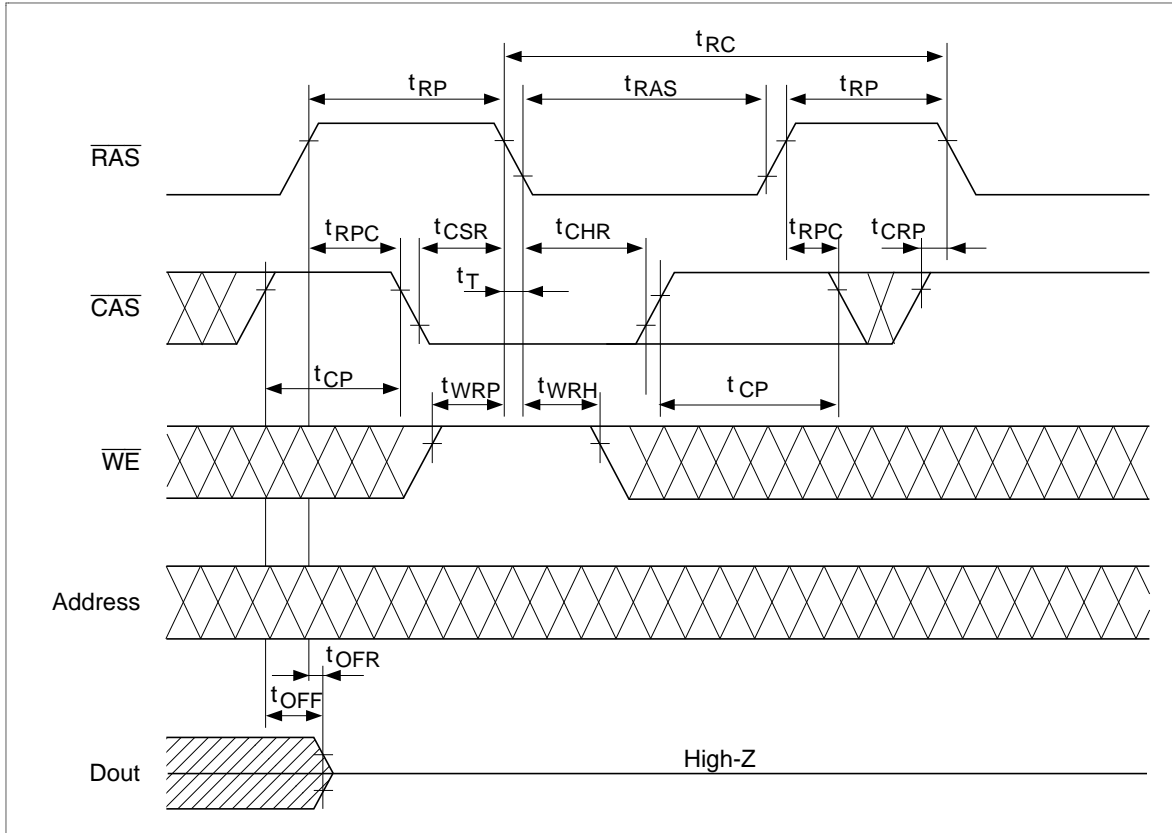 tRC
tRP tRAS tRP
RAS
tRPC tCSR tCHR tRPC tCRP
tT
CAS
tCP tWRP tWRH tCP
WE
Address
tOFR
tOFF
High-Z
Dout